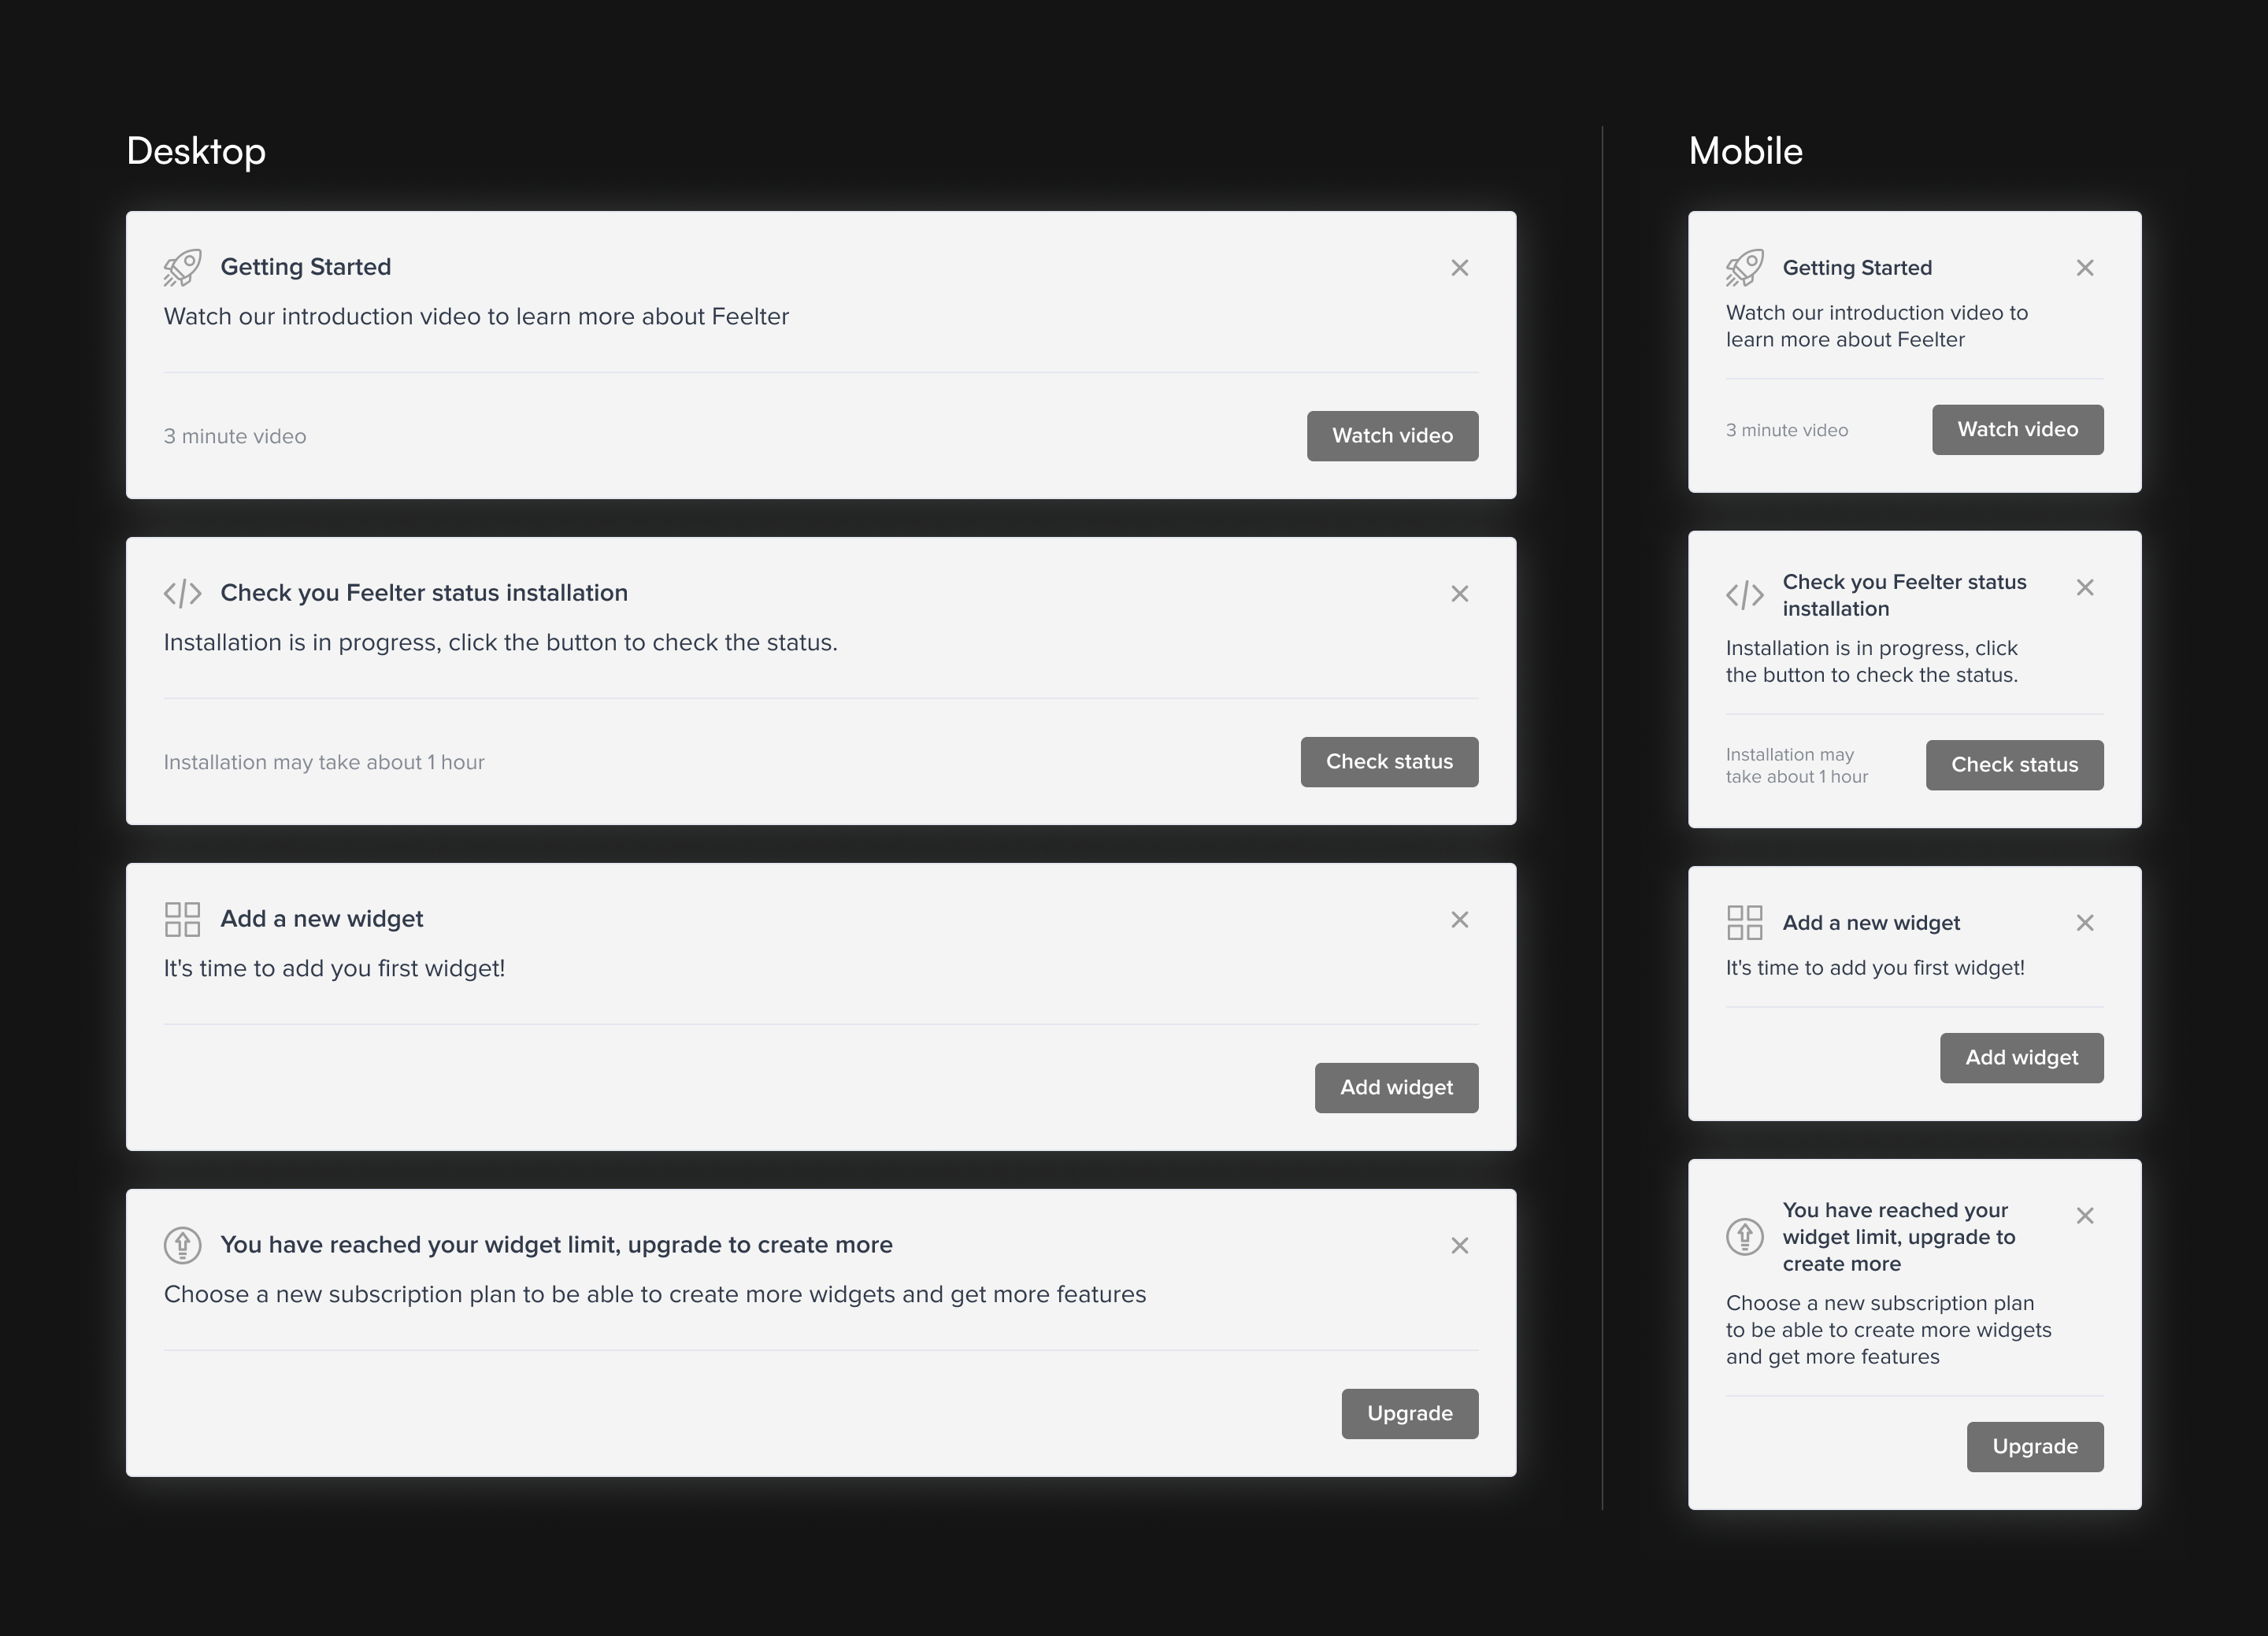 Desktop
Getting Started
Watch our introduction video to learn more about Feelter
3 minute video
Watch video
Check you Feelter status installation
Installation is in progress, click the button to check the status.
Installation may take about 1 hour
Check status
Add a new widget
It's time to add you first widget!
Add widget
You have reached your widget limit, upgrade to create more
Choose a new subscription plan to be able to create more widgets and get more features
Upgrade
Mobile
Getting Started
Watch our introduction video to
learn more about Feelter
3 minute video
Watch video
Check you Feelter status
installation
Installation is in progress, click
the button to check the status.
Installation may
take about 1 hour
Check status
Add a new widget
It's time to add you first widget!
Add widget
You have reached your
widget limit, upgrade to
create more
Choose a new subscription plan
to be able to create more widgets
and get more features
Upgrade